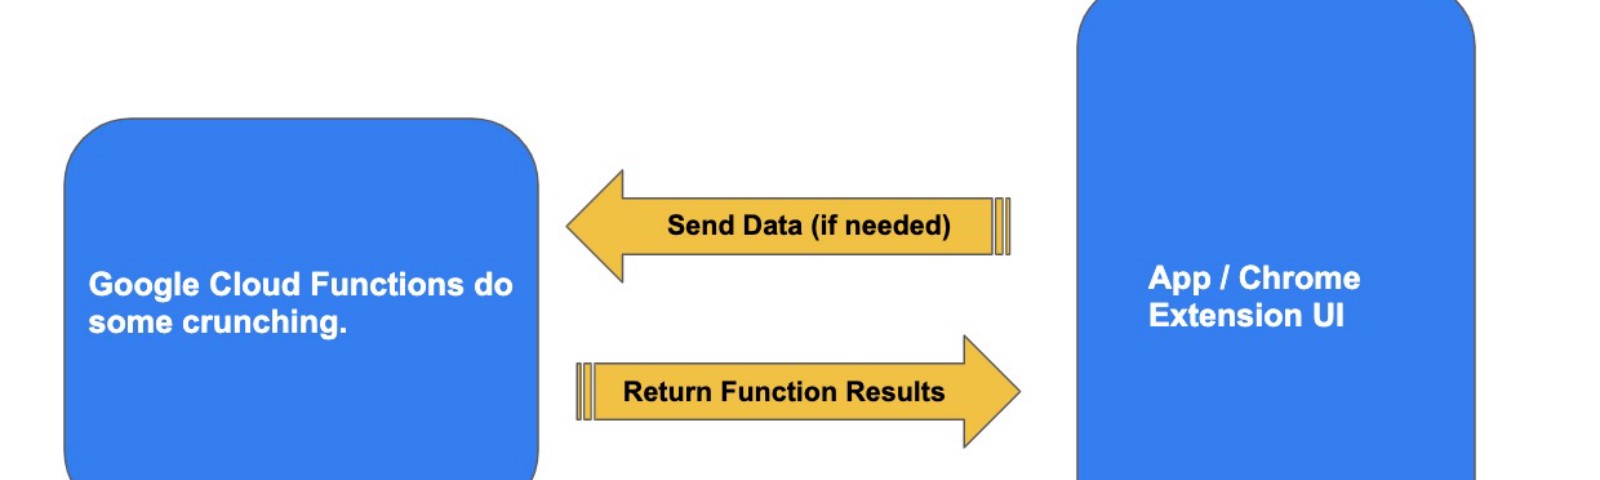 Google Cloud Functions do
some crunching.
Send Data (if needed)
Return Function Results
App / Chrome
Extension UI